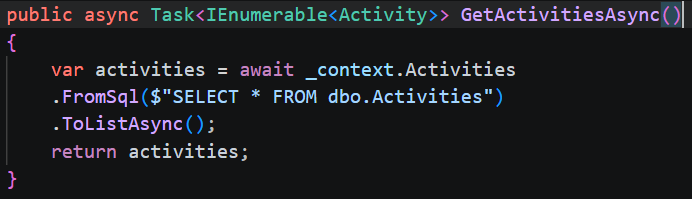 public async Task<IEnumerable<Activity>> GetActivitiesAsync()
{
    var activities = await _context.Activities
    .FromSql($"SELECT * FROM dbo.Activities")
    .ToListAsync();
    return activities;
}